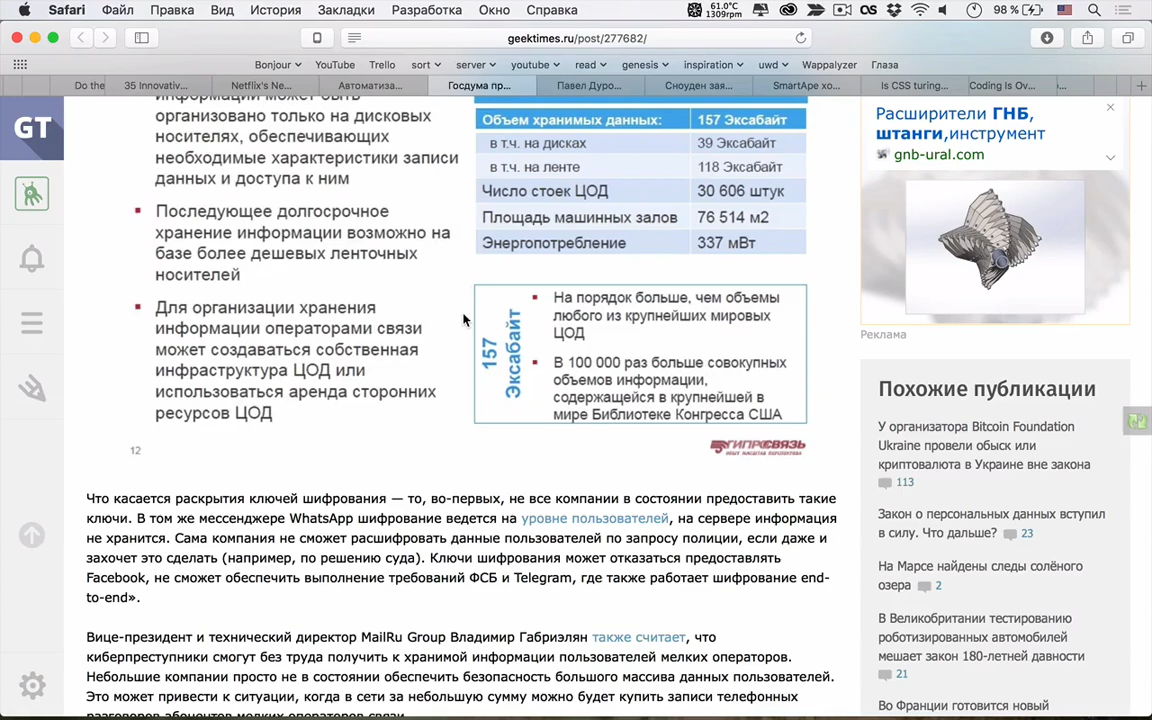 Safari Файл Правка Вид История Закладки Разработка Окно Справка 61.0°C 1309rpm 98 %
geektimes.ru/post/277682/
Bonjour YouTube Trello sort server youtube read genesis inspiration uwd Wappalyzer Глаза
Do the 35 Innovativ... Netflix's Ne... Автоматиза... Госдума пр... Павел Дуро... Сноуден зая... SmartApe хо... Is CSS turing... Coding Is Ov...
GT
информации может быть
организовано только на дисковых
носителях, обеспечивающих
необходимые характеристики записи
данных и доступа к ним
Последующее долгосрочное
хранение информации возможно на
базе более дешевых ленточных
носителей
Для организации хранения
информации операторами связи
может создаваться собственная
инфраструктура ЦОД или
использоваться аренда сторонних
ресурсов ЦОД
12
Объем хранимых данных: 157 Эксабайт
в т.ч. на дисках 39 Эксабайт
в т.ч. на ленте 118 Эксабайт
Число стоек ЦОД 30 606 штук
Площадь машинных залов 76 514 м2
Энергопотребление 337 мВт
157
Эксабайт
На порядок больше, чем объемы
любого из крупнейших мировых
ЦОД
В 100 000 раз больше совокупных
объемов информации,
содержащейся в крупнейшей в
мире Библиотеке Конгресса США
ГИПРОСВЯЗЬ
Что касается раскрытия ключей шифрования — то, во-первых, не все компании в состоянии предоставить такие
ключи. В том же мессенджере WhatsApp шифрование ведется на уровне пользователей, на сервере информация
не хранится. Сама компания не сможет расшифровать данные пользователей по запросу полиции, если даже и
захочет это сделать (например, по решению суда). Ключи шифрования может отказаться предоставлять
Facebook, не сможет обеспечить выполнение требований ФСБ и Telegram, где также работает шифрование end-
to-end».
Вице-президент и технический директор MailRu Group Владимир Габриэлян также считает, что
киберпреступники смогут без труда получить к хранимой информации пользователей мелких операторов.
Небольшие компании просто не в состоянии обеспечить безопасность большого массива данных пользователей.
Это может привести к ситуации, когда в сети за небольшую сумму можно будет купить записи телефонных
разговоров абонентов мелких операторов связи.
Расширители ГНБ,
штанги,инструмент
gnb-ural.com
Реклама
Похожие публикации
У организатора Bitcoin Foundation
Ukraine провели обыск или
криптовалюта в Украине вне закона
113
Закон о персональных данных вступил
в силу. Что дальше? 23
На Марсе найдены следы солёного
озера 2
В Великобритании тестированию
роботизированных автомобилей
мешает закон 180-летней давности
21
Во Франции готовится новый